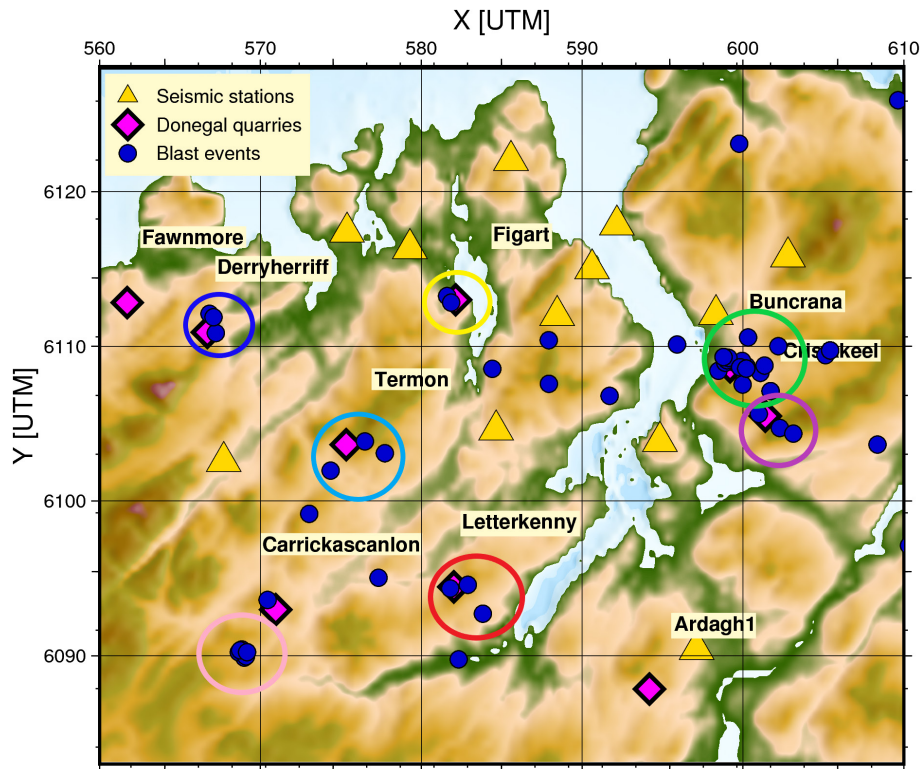 X [UTM]
560 570 580 590 600 610
Seismic stations
Donegal quarries
Blast events
6120
Fawnmore
Figart
Derryherriff
Buncrana
6110
Termon
Y [UTM]
6100
Letterkenny
Carrickascanlon
Ardagh1
6090